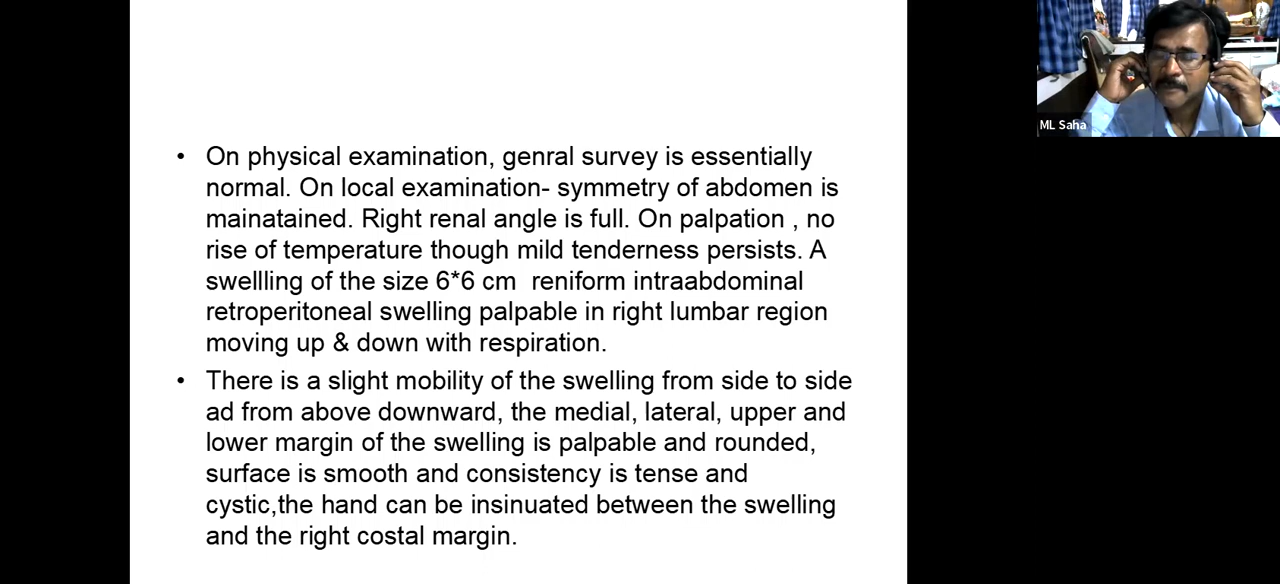 • On physical examination, genral survey is essentially
normal. On local examination- symmetry of abdomen is
mainatained. Right renal angle is full. On palpation , no
rise of temperature though mild tenderness persists. A
swellling of the size 6*6 cm  reniform intraabdominal
retroperitoneal swelling palpable in right lumbar region
moving up & down with respiration.
• There is a slight mobility of the swelling from side to side
ad from above downward, the medial, lateral, upper and
lower margin of the swelling is palpable and rounded,
surface is smooth and consistency is tense and
cystic,the hand can be insinuated between the swelling
and the right costal margin.
ML Saha